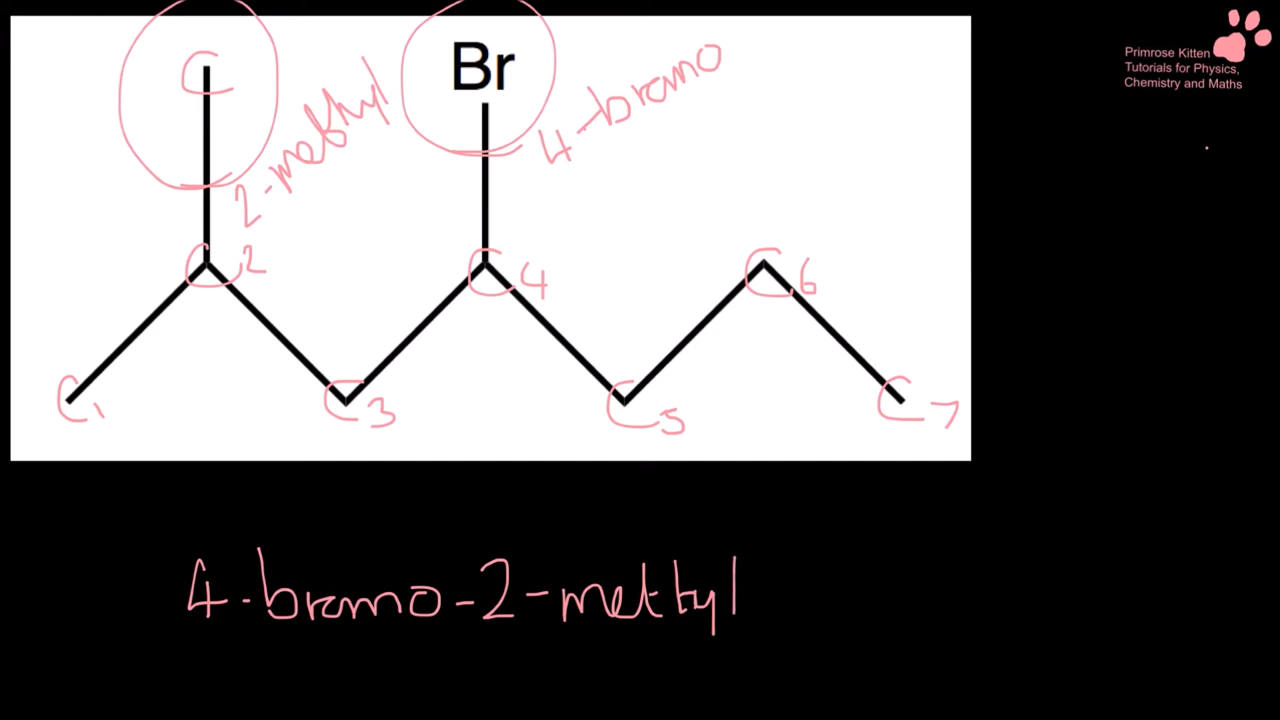 Primrose Kitten
Tutorials for Physics,
Chemistry and Maths
C
Br
2-methyl
4-bromo
C2
C4
C6
C1
C3
C5
C7
4-bromo-2-methyl